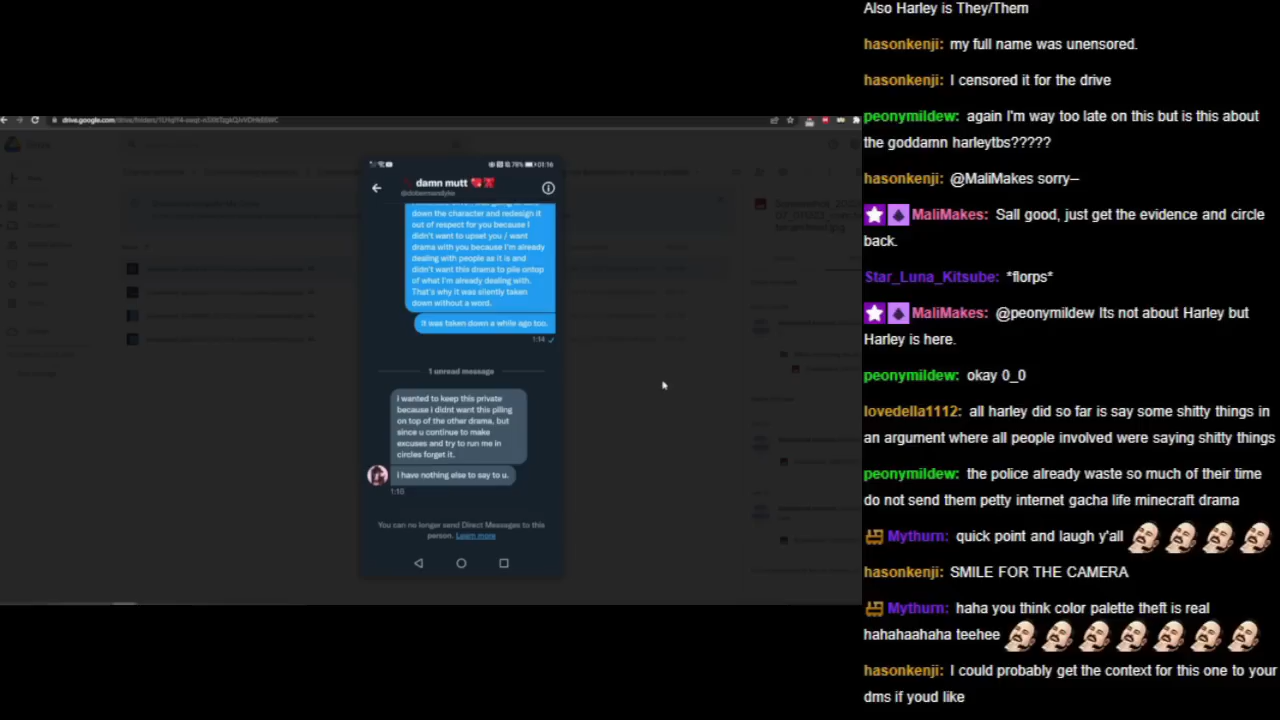 drive.google.com
01:16
damn mutt
down the character and redesign it
out of respect for you because I
didn't want to upset you / want
drama with you because I'm already
dealing with people as it is and
didn't want this drama to pile ontop
of what I'm already dealing with.
That's why it was silently taken
down without a word.
It was taken down a while ago too.
1:14
1 unread message
i wanted to keep this private
because i didnt want this piling
on top of the other drama, but
since u continue to make
excuses and try to run me in
circles forget it.
i have nothing else to say to u.
You can no longer send Direct Messages to this
person. Learn more
Also Harley is They/Them
hasonkenji: my full name was unensored.
hasonkenji: I censored it for the drive
peonymildew: again I'm way too late on this but is this about
the goddamn harleytbs?????
hasonkenji: @MaliMakes sorry--
MaliMakes: Sall good, just get the evidence and circle
back.
Star_Luna_Kitsube: *florps*
MaliMakes: @peonymildew Its not about Harley but
Harley is here.
peonymildew: okay 0_0
lovedella1112: all harley did so far is say some shitty things in
an argument where all people involved were saying shitty things
peonymildew: the police already waste so much of their time
do not send them petty internet gacha life minecraft drama
Mythurn: quick point and laugh y'all
hasonkenji: SMILE FOR THE CAMERA
Mythurn: haha you think color palette theft is real
hahahaahaha teehee
hasonkenji: I could probably get the context for this one to your
dms if youd like